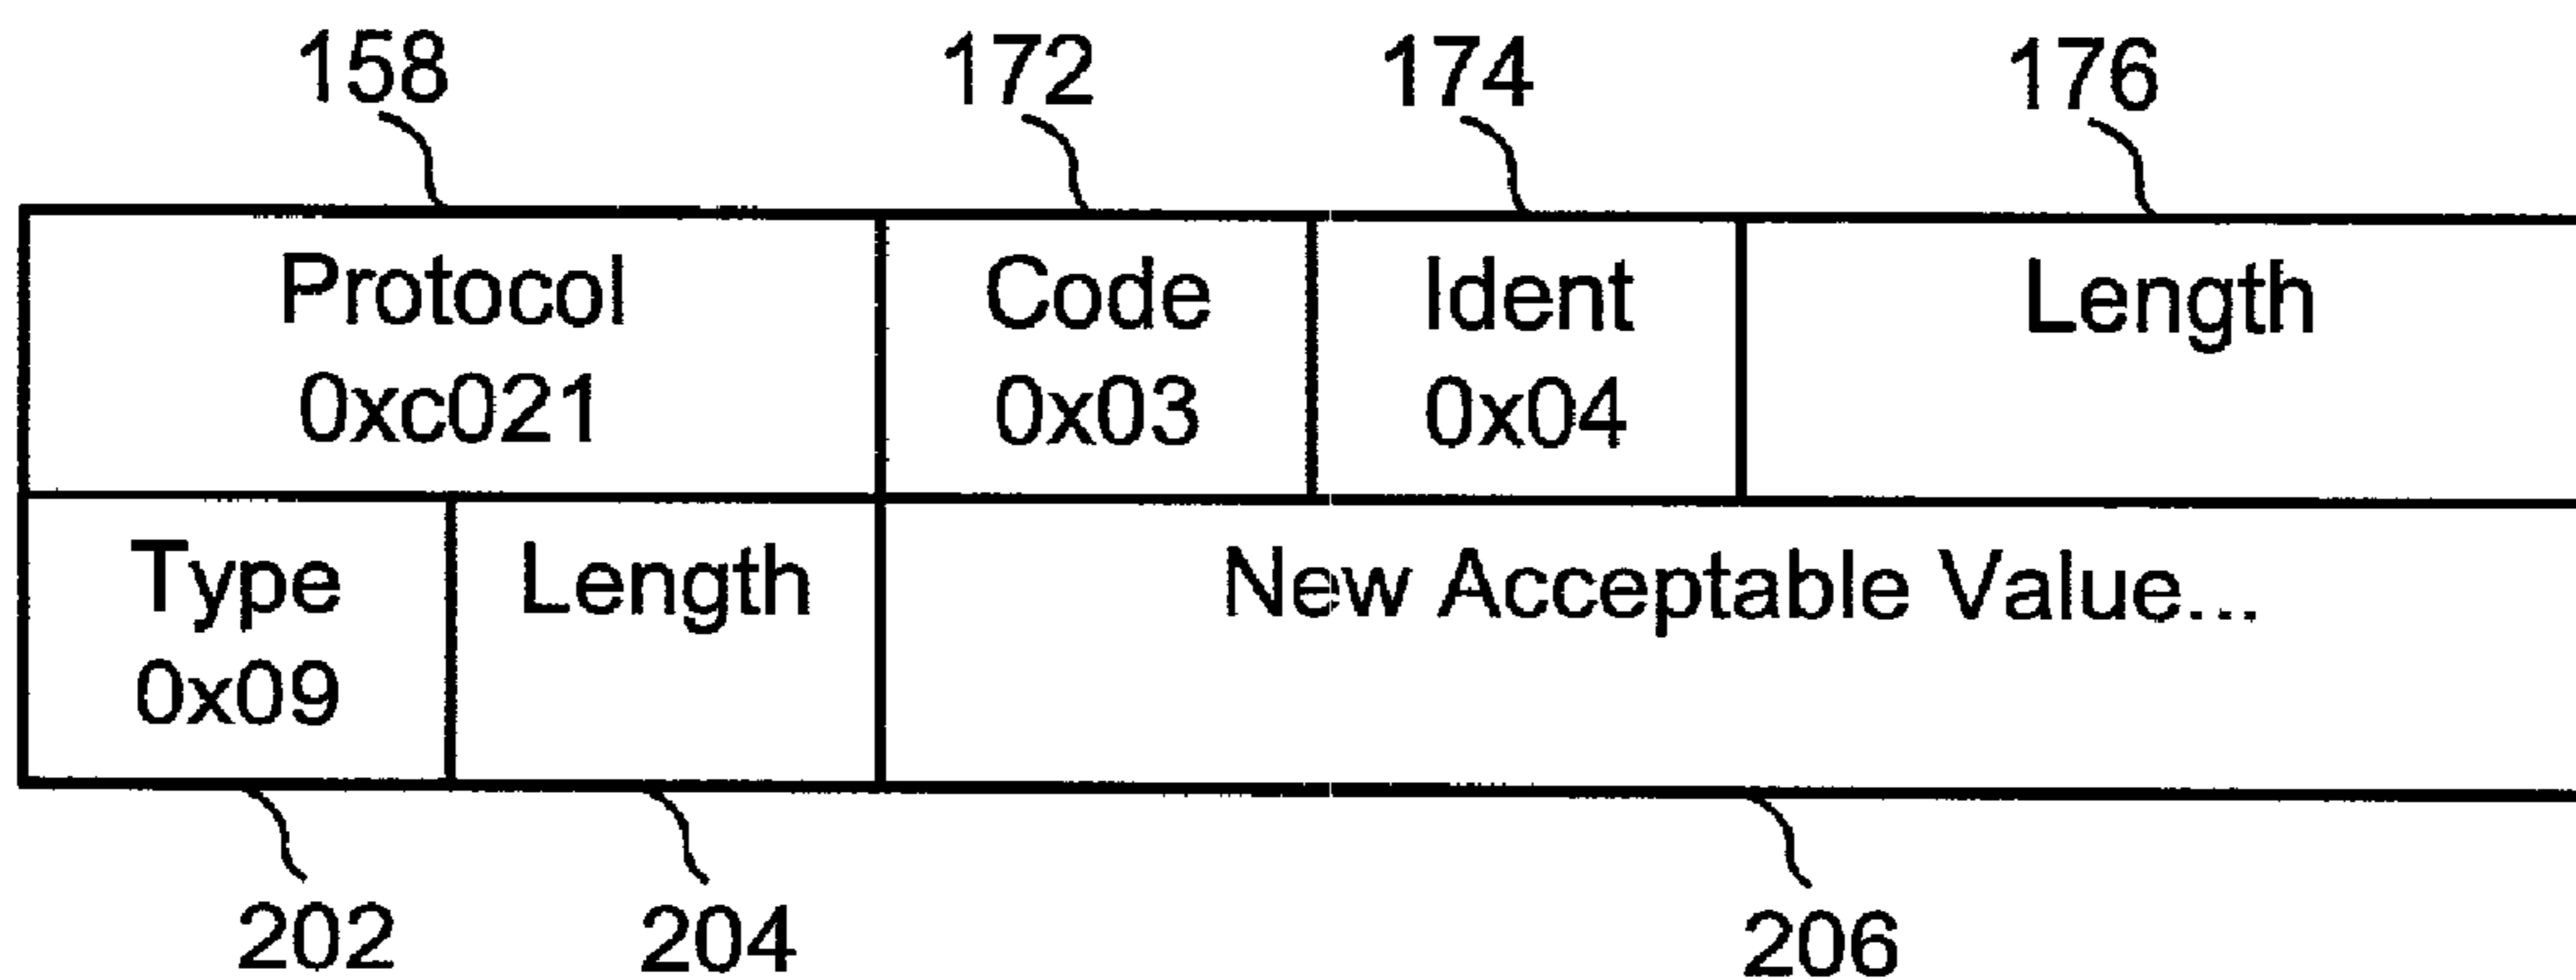 158 172 174 176
Protocol Code Ident Length
0xc021 0x03 0x04
Type Length New Acceptable Value...
0x09
202 204 206